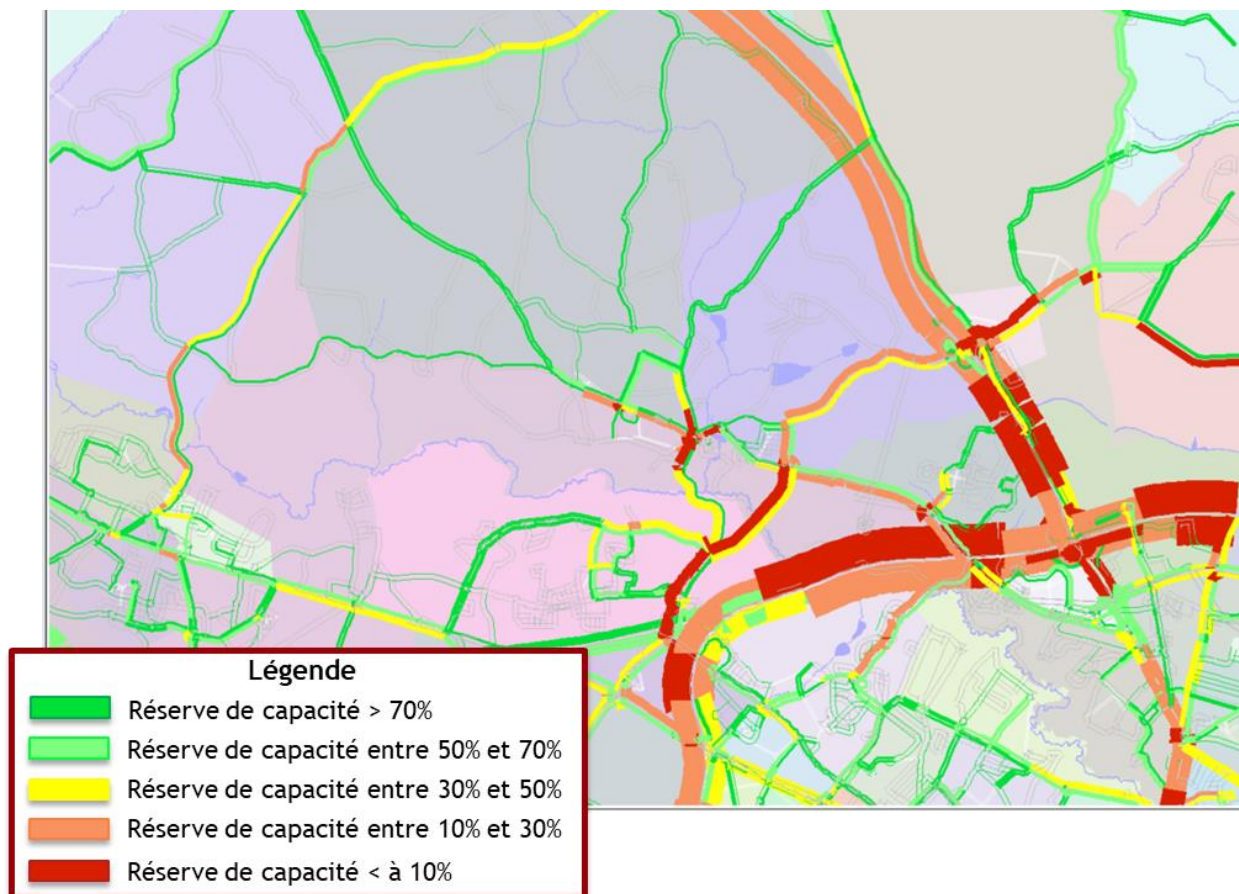 Légende
Réserve de capacité > 70%
Réserve de capacité entre 50% et 70%
Réserve de capacité entre 30% et 50%
Réserve de capacité entre 10% et 30%
Réserve de capacité < à 10%